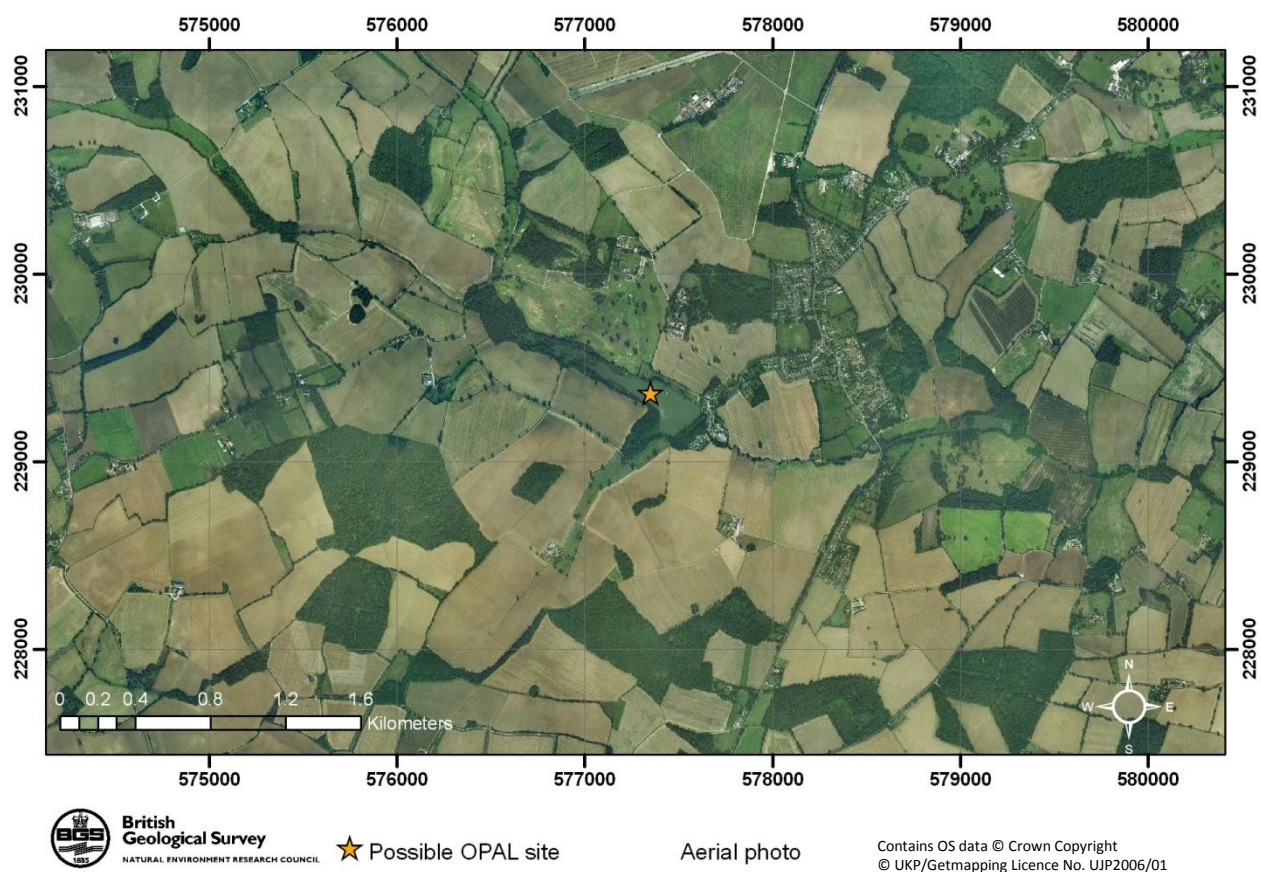 575000 576000 577000 578000 579000 580000
231000 231000
230000 230000
229000 229000
228000 228000
N
W E
S
0 0.2 0.4 0.8 1.2 1.6
Kilometers
575000 576000 577000 578000 579000 580000
BGS
1835
British
Geological Survey
NATURAL ENVIRONMENT RESEARCH COUNCIL
Possible OPAL site
Aerial photo
Contains OS data © Crown Copyright
© UKP/Getmapping Licence No. UJP2006/01